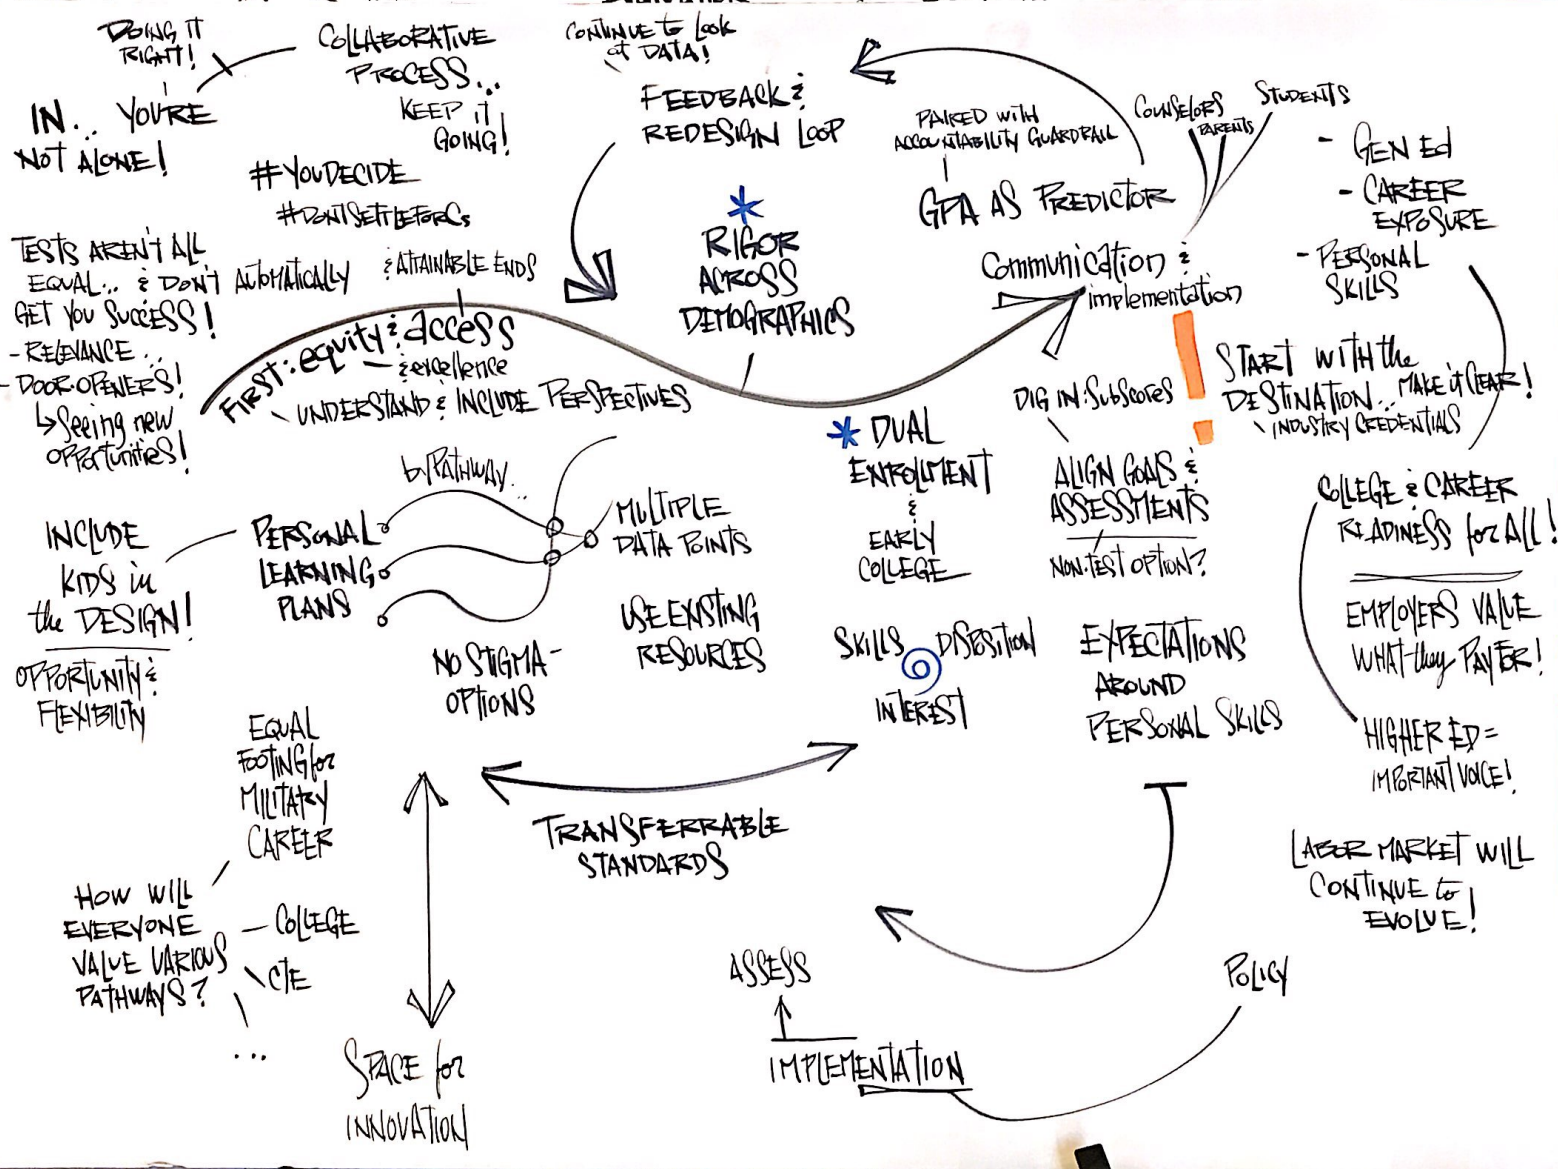 DOING IT
RIGHT!
COLLABORATIVE
PROCESS...
KEEP IT
GOING!
IN... YOU'RE
NOT ALONE!
#YOUDECIDE
#DON'TSETTLEFORCs
CONTINUE to LOOK
at DATA!
FEEDBACK &
REDESIGN LOOP
PAIRED WITH
ACCOUNTABILITY GUARDRAIL
GPA AS PREDICTOR
COUNSELORS
PARENTS
STUDENTS
Communication &
implementation
- GEN Ed
- CAREER
EXPOSURE
- PERSONAL
SKILLS
TESTS AREN'T ALL
EQUAL... & DON'T AUTOMATICALLY
GET YOU SUCCESS!
- RELEVANCE...
- DOOR-OPENERS!
↳ Seeing new
OPPORTUNITIES!
& ATTAINABLE ENDS
FIRST: equity & access
& excellence
UNDERSTAND & INCLUDE PERSPECTIVES
* RIGOR
ACROSS
DEMOGRAPHICS
!
START WITH the
DESTINATION... MAKE it CLEAR!
INDUSTRY CREDENTIALS
DIG IN: SubScores
ALIGN GOALS &
ASSESSMENTS
NON-TEST OPTION?
* DUAL
ENROLLMENT
&
EARLY
COLLEGE
by PATHWAY...
PERSONAL
LEARNING
PLANS
INCLUDE
KIDS in
the DESIGN!
OPPORTUNITY &
FLEXIBILITY
MULTIPLE
DATA POINTS
USE EXISTING
RESOURCES
NO STIGMA-
OPTIONS
SKILLS DISPOSITION
INTEREST
EXPECTATIONS
AROUND
PERSONAL SKILLS
COLLEGE & CAREER
READINESS for ALL!
EMPLOYERS VALUE
WHAT they PAY FOR!
HIGHER ED =
IMPORTANT VOICE!
LABOR MARKET WILL
CONTINUE to
EVOLVE!
EQUAL
FOOTING for
MILITARY
CAREER
HOW WILL
EVERYONE
VALUE VARIOUS
PATHWAYS?
- COLLEGE
\ CTE
...
TRANSFERRABLE
STANDARDS
SPACE for
INNOVATION
ASSESS
IMPLEMENTATION
POLICY